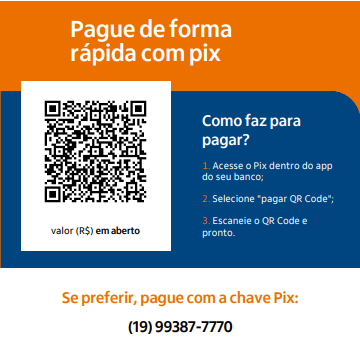 Pague de forma
rápida com pix
valor (R$) em aberto
Como faz para
pagar?
1. Acesse o Pix dentro do app
do seu banco;
2. Selecione "pagar QR Code";
3. Escaneie o QR Code e
pronto.
Se preferir, pague com a chave Pix:
(19) 99387-7770